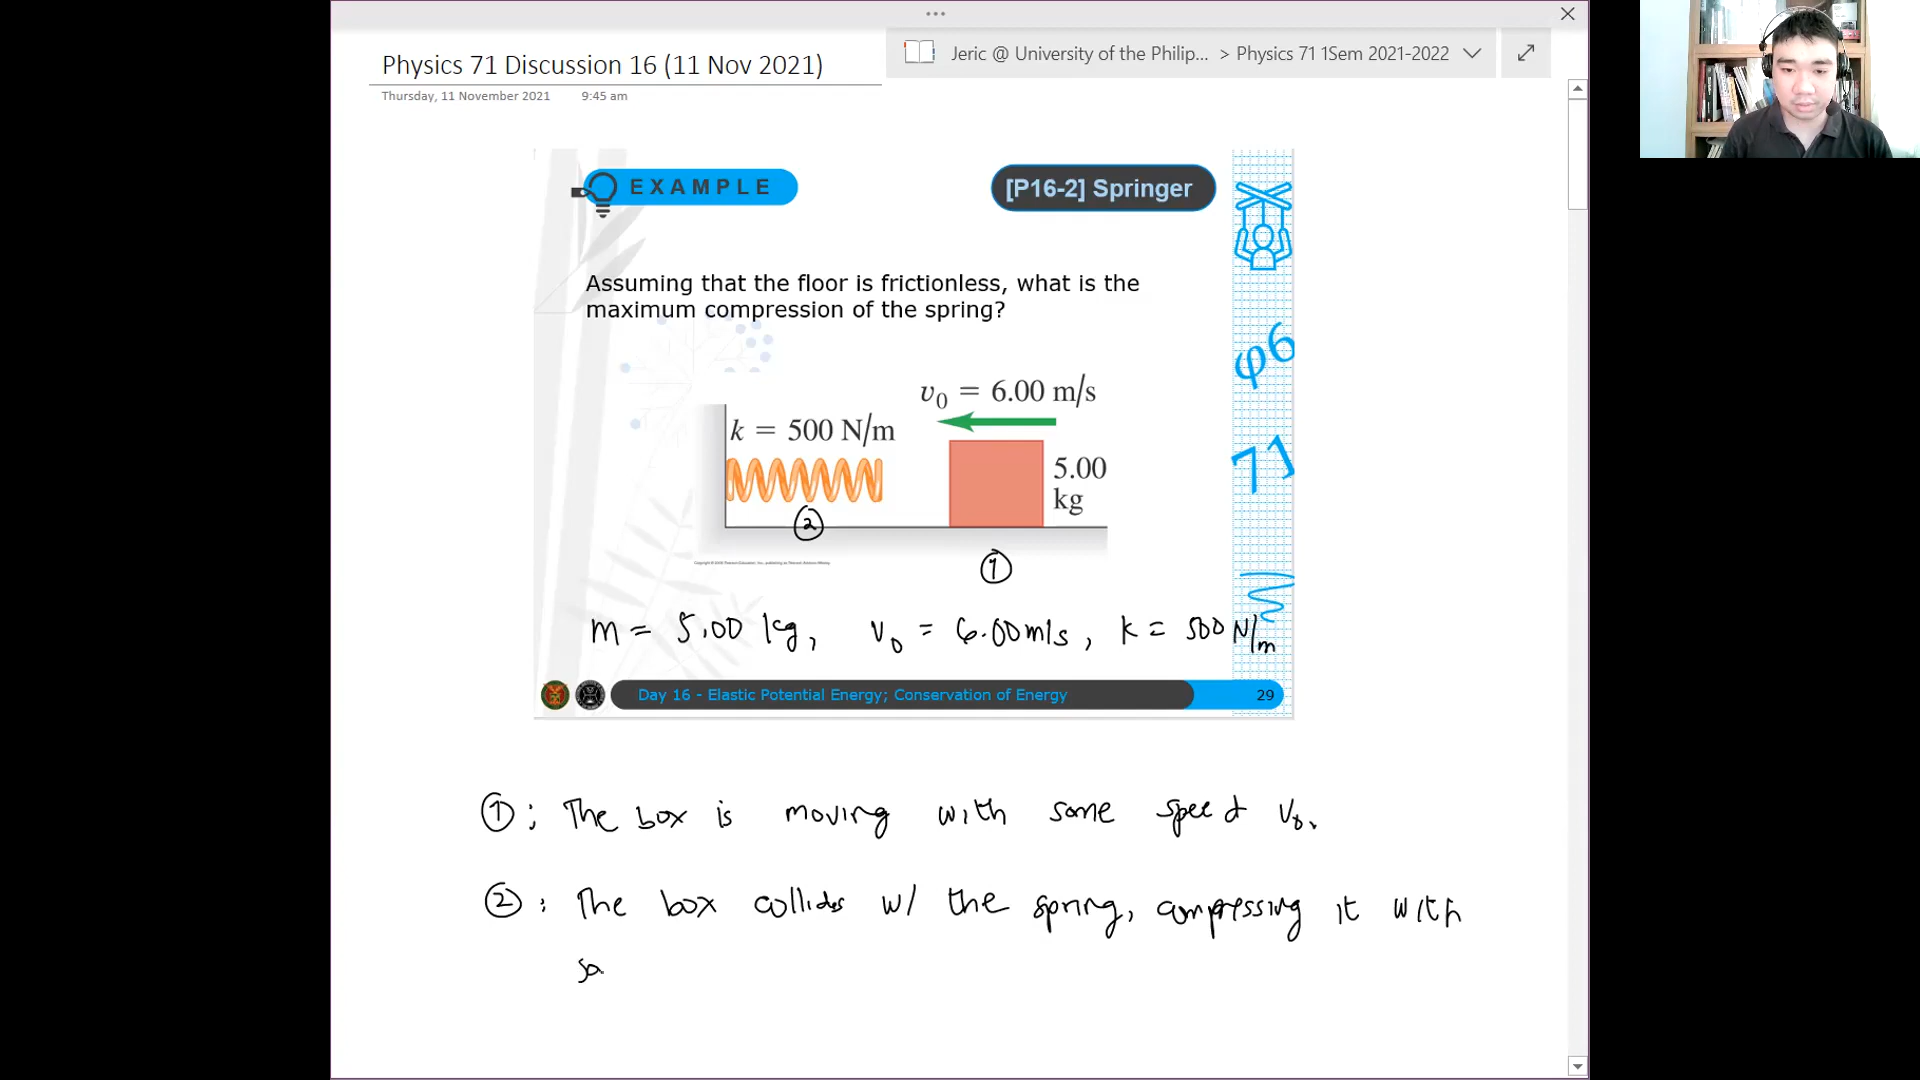 Physics 71 Discussion 16 (11 Nov 2021)
Thursday, 11 November 2021 9:45 am
Jeric @ University of the Philip... > Physics 71 1Sem 2021-2022
EXAMPLE
[P16-2] Springer
Assuming that the floor is frictionless, what is the
maximum compression of the spring?
v0 = 6.00 m/s
k = 500 N/m
5.00
kg
2
1
φ6
71
m = 5.00 kg, v0 = 6.00 m/s, k = 500 N/m
Day 16 - Elastic Potential Energy; Conservation of Energy
29
① : The box is moving with some speed v0.
② : The box collides w/ the spring, compressing it with
so